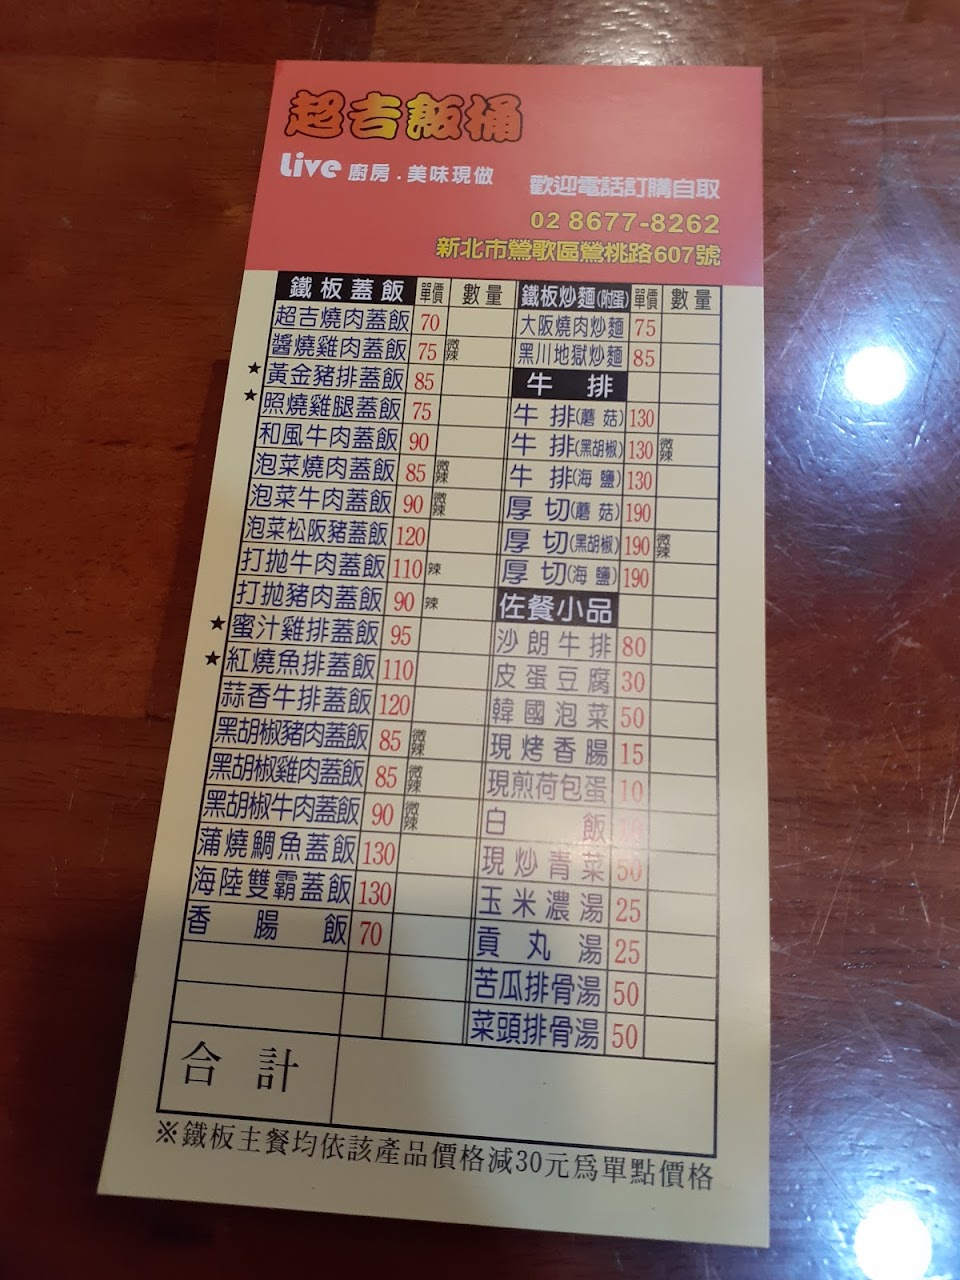 超吉飯桶
Live 廚房.美味現做
歡迎電話訂購自取
02 8677-8262
新北市鶯歌區鶯桃路607號
鐵板蓋飯 單價 數量
超吉燒肉蓋飯 70
醬燒雞肉蓋飯 75 微辣
★黃金豬排蓋飯 85
★照燒雞腿蓋飯 75
和風牛肉蓋飯 90
泡菜燒肉蓋飯 85 微辣
泡菜牛肉蓋飯 90 微辣
泡菜松阪豬蓋飯 120
打拋牛肉蓋飯 110 辣
打拋豬肉蓋飯 90 辣
★蜜汁雞排蓋飯 95
★紅燒魚排蓋飯 110
蒜香牛排蓋飯 120
黑胡椒豬肉蓋飯 85 微辣
黑胡椒雞肉蓋飯 85 微辣
黑胡椒牛肉蓋飯 90 微辣
蒲燒鯛魚蓋飯 130
海陸雙霸蓋飯 130
香腸飯 70
合計
鐵板炒麵(附蛋) 單價 數量
大阪燒肉炒麵 75
黑川地獄炒麵 85
牛排
牛排(蘑菇) 130
牛排(黑胡椒) 130 微辣
牛排(海鹽) 130
厚切(蘑菇) 190
厚切(黑胡椒) 190 微辣
厚切(海鹽) 190
佐餐小品
沙朗牛排 80
皮蛋豆腐 30
韓國泡菜 50
現烤香腸 15
現煎荷包蛋 10
白飯 10
現炒青菜 50
玉米濃湯 25
貢丸湯 25
苦瓜排骨湯 50
菜頭排骨湯 50
※鐵板主餐均依該產品價格減30元為單點價格